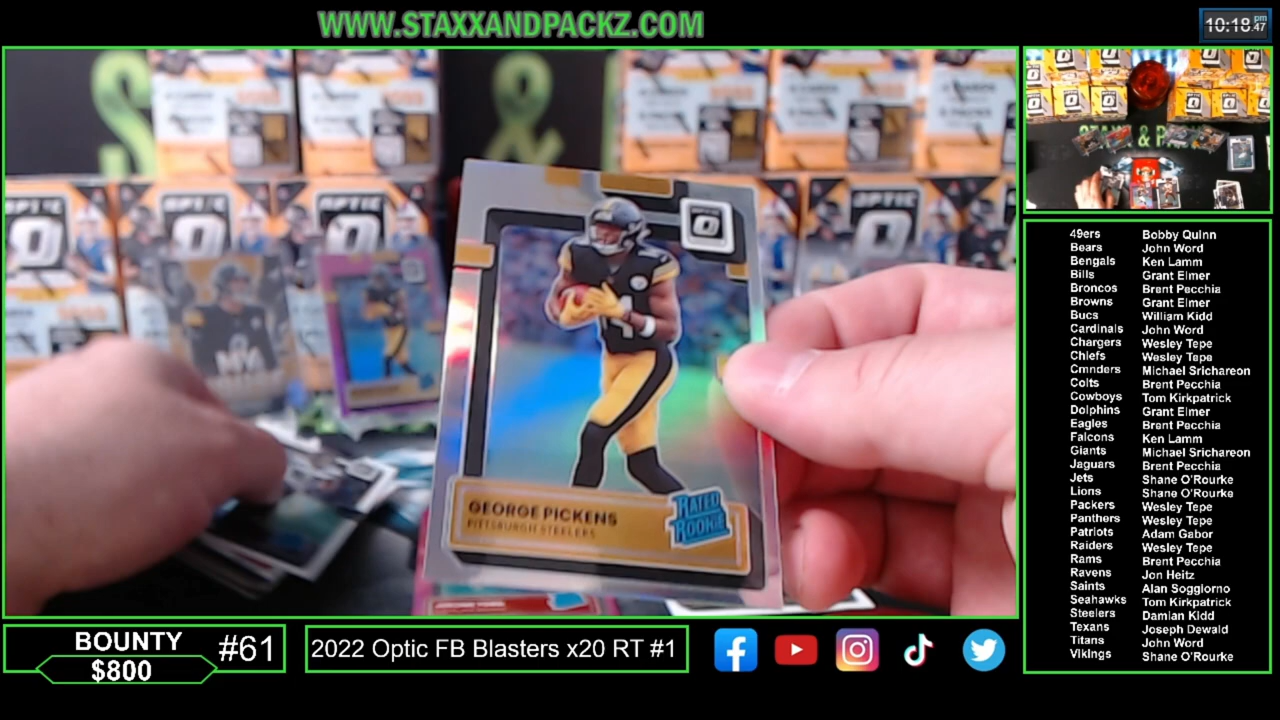 WWW.STAXXANDPACKZ.COM
10:18 pm .47
OPTIC
GEORGE PICKENS
PITTSBURGH STEELERS
RATED ROOKIE
49ers Bobby Quinn
Bears John Word
Bengals Ken Lamm
Bills Grant Elmer
Broncos Brent Pecchia
Browns Grant Elmer
Bucs William Kidd
Cardinals John Word
Chargers Wesley Tepe
Chiefs Wesley Tepe
Cmnders Michael Srichareon
Colts Brent Pecchia
Cowboys Tom Kirkpatrick
Dolphins Grant Elmer
Eagles Brent Pecchia
Falcons Ken Lamm
Giants Michael Srichareon
Jaguars Brent Pecchia
Jets Shane O'Rourke
Lions Shane O'Rourke
Packers Wesley Tepe
Panthers Wesley Tepe
Patriots Adam Gabor
Raiders Wesley Tepe
Rams Brent Pecchia
Ravens Jon Heitz
Saints Alan Soggiorno
Seahawks Tom Kirkpatrick
Steelers Damian Kidd
Texans Joseph Dewald
Titans John Word
Vikings Shane O'Rourke
BOUNTY #61
$800
2022 Optic FB Blasters x20 RT #1